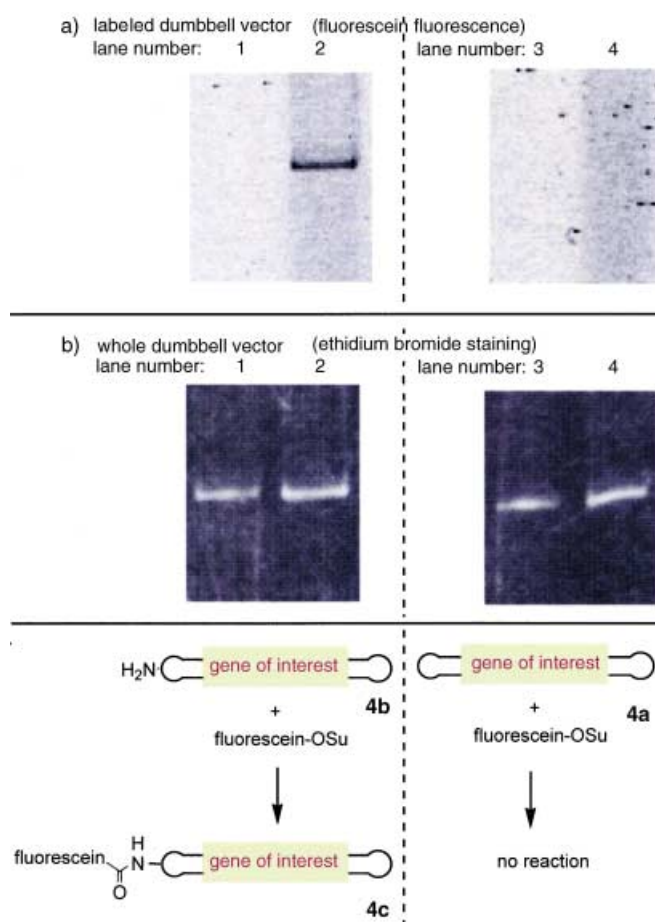 a) labeled dumbbell vector (fluorescein fluorescence)
lane number: 1 2 lane number: 3 4
b) whole dumbbell vector (ethidium bromide staining)
lane number: 1 2 lane number: 3 4
H₂N gene of interest gene of interest
4b 4a
+ +
fluorescein-OSu fluorescein-OSu
H
fluorescein N gene of interest no reaction
C
O
4c